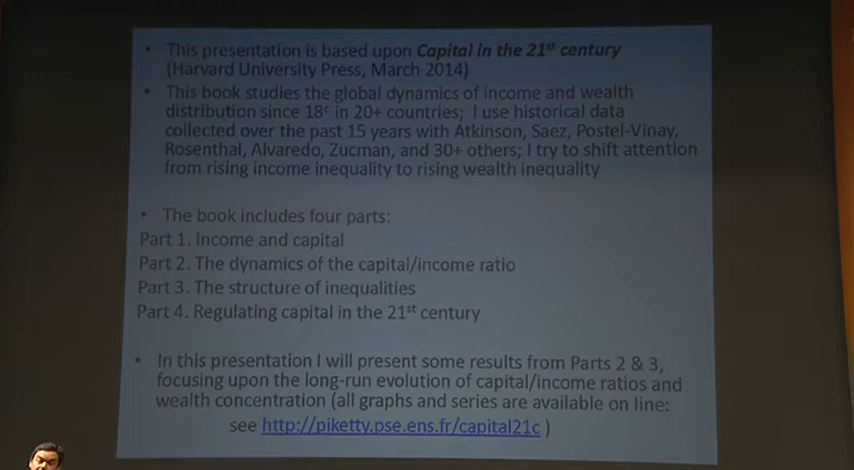 • This presentation is based upon Capital in the 21st century
(Harvard University Press, March 2014)
• This book studies the global dynamics of income and wealth
distribution since 18c in 20+ countries; I use historical data
collected over the past 15 years with Atkinson, Saez, Postel-Vinay,
Rosenthal, Alvaredo, Zucman, and 30+ others; I try to shift attention
from rising income inequality to rising wealth inequality
• The book includes four parts:
Part 1. Income and capital
Part 2. The dynamics of the capital/income ratio
Part 3. The structure of inequalities
Part 4. Regulating capital in the 21st century
• In this presentation I will present some results from Parts 2 & 3,
focusing upon the long-run evolution of capital/income ratios and
wealth concentration (all graphs and series are available on line:
see http://piketty.pse.ens.fr/capital21c )